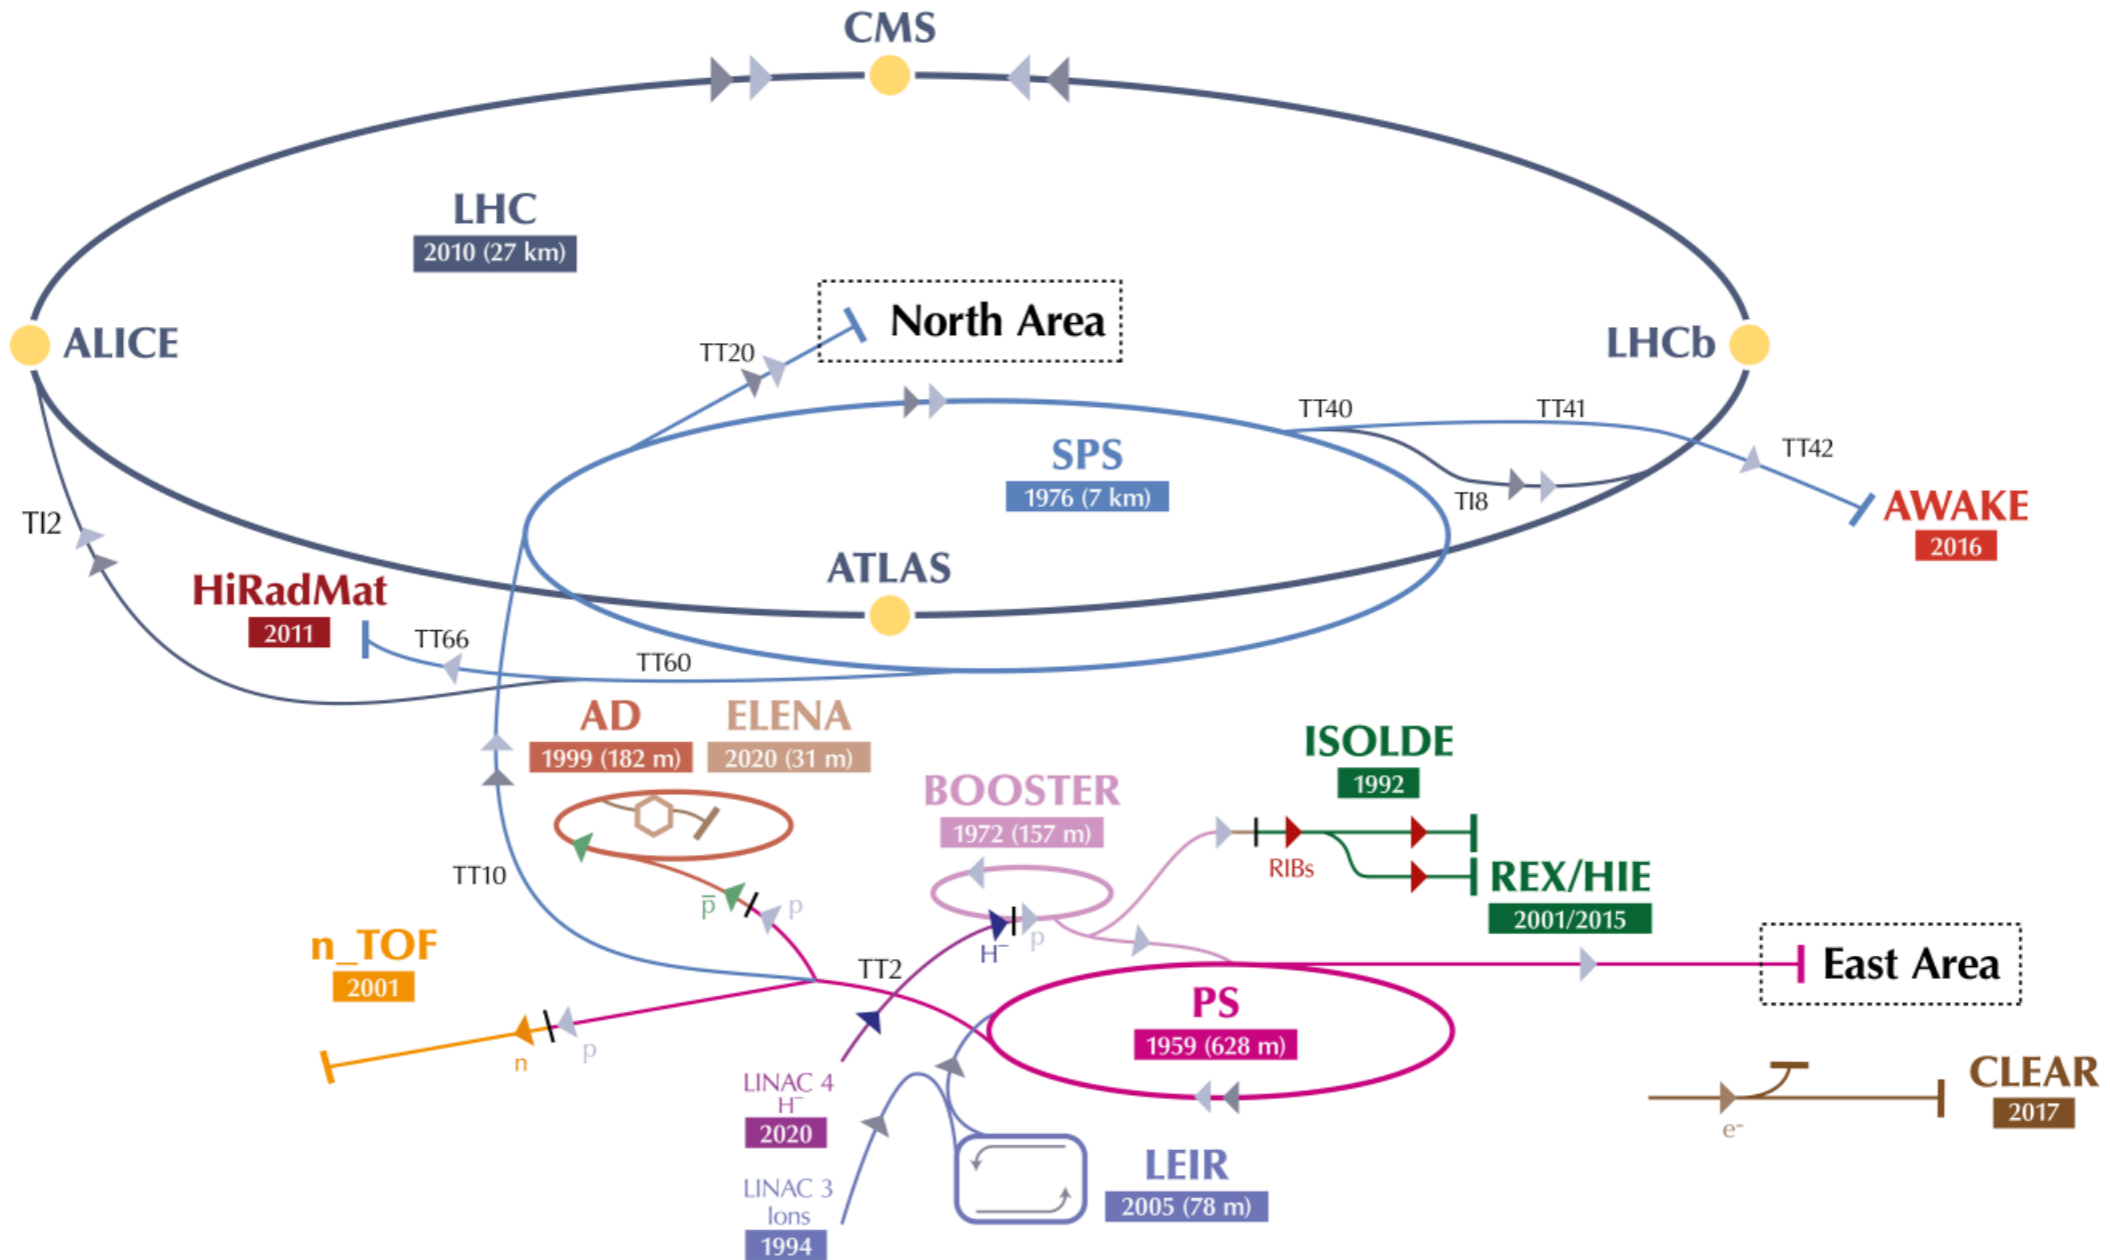 CMS
LHC
2010 (27 km)
North Area
ALICE
LHCb
TT20
TT40
TT41
TT42
SPS
1976 (7 km)
TI8
AWAKE
2016
TI2
ATLAS
HiRadMat
2011
TT66
TT60
AD
1999 (182 m)
ELENA
2020 (31 m)
ISOLDE
1992
BOOSTER
1972 (157 m)
RIBs
REX/HIE
2001/2015
TT10
p̄
p
H⁻
p
n_TOF
2001
TT2
East Area
PS
1959 (628 m)
n
p
LINAC 4
H⁻
2020
CLEAR
2017
e⁻
LEIR
2005 (78 m)
LINAC 3
Ions
1994